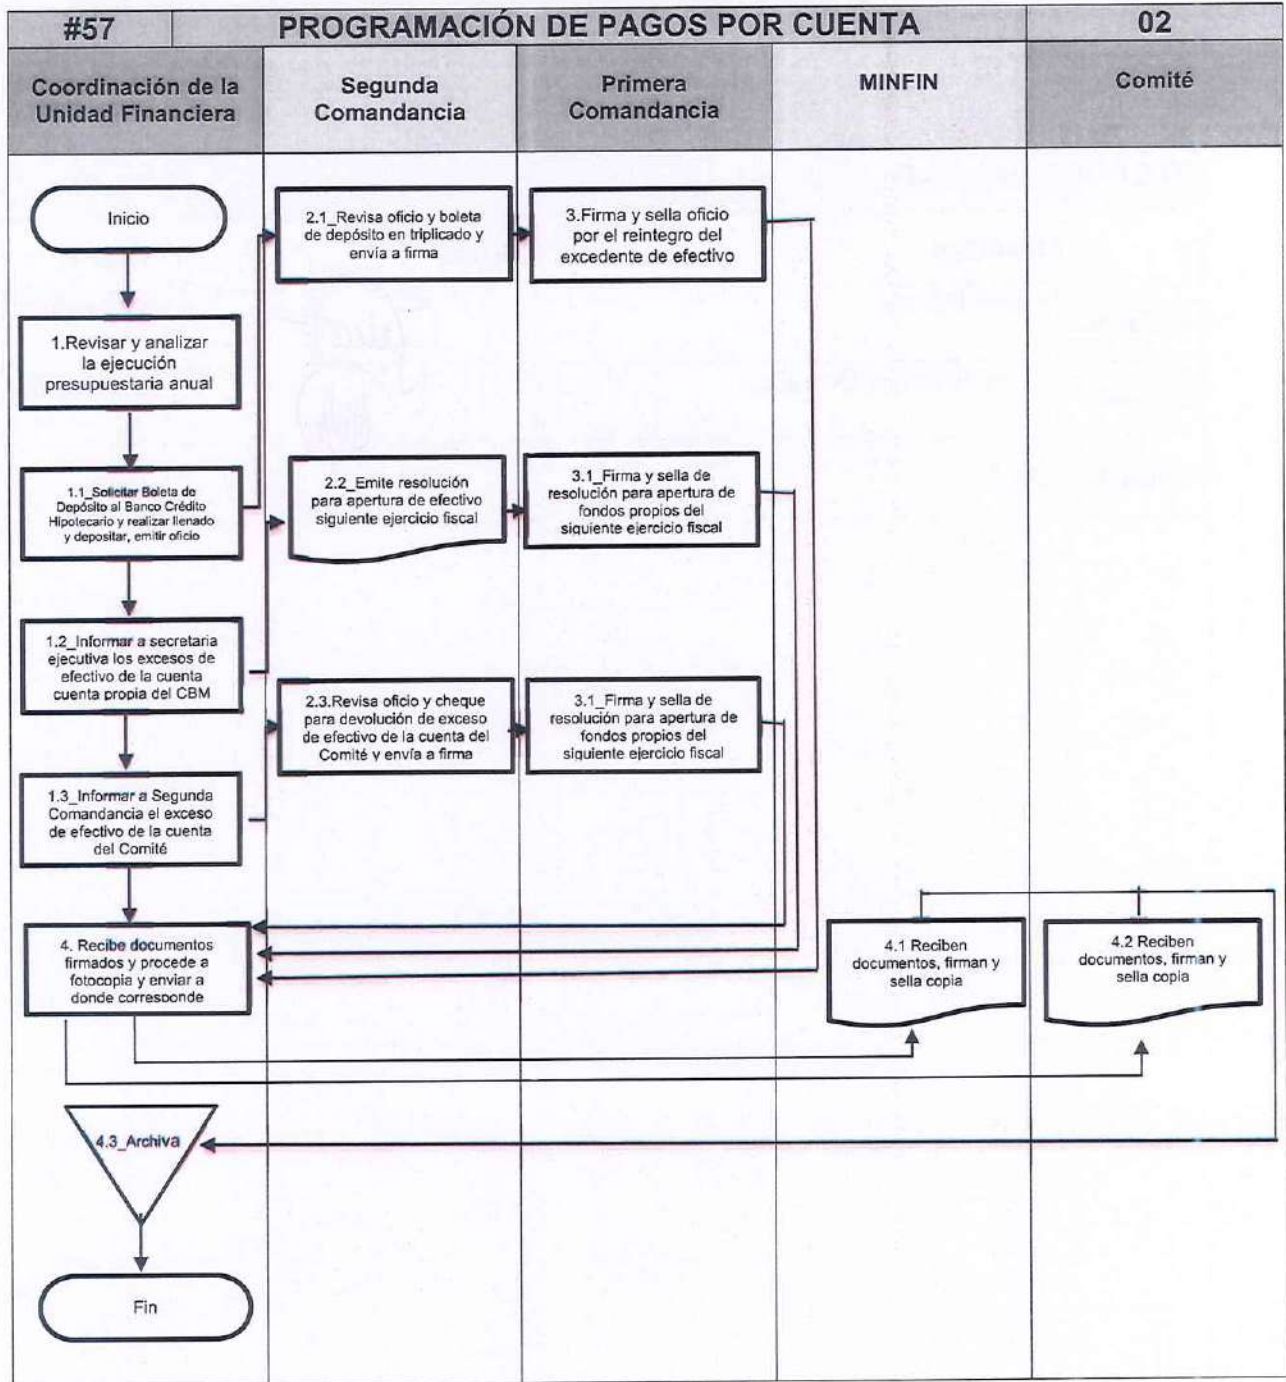 #57
PROGRAMACIÓN DE PAGOS POR CUENTA
02
Coordinación de la
Unidad Financiera
Segunda
Comandancia
Primera
Comandancia
MINFIN
Comité
Inicio
2.1_Revisa oficio y boleta
de depósito en triplicado y
envía a firma
3.Firma y sella oficio
por el reintegro del
excedente de efectivo
1.Revisar y analizar
la ejecución
presupuestaria anual
1.1_Solicitar Boleta de
Depósito al Banco Crédito
Hipotecario y realizar llenado
y depositar, emitir oficio
2.2_Emite resolución
para apertura de efectivo
siguiente ejercicio fiscal
3.1_Firma y sella de
resolución para apertura de
fondos propios del
siguiente ejercicio fiscal
1.2_Informar a secretaria
ejecutiva los excesos de
efectivo de la cuenta
cuenta propia del CBM
2.3.Revisa oficio y cheque
para devolución de exceso
de efectivo de la cuenta del
Comité y envía a firma
3.1_Firma y sella de
resolución para apertura de
fondos propios del
siguiente ejercicio fiscal
1.3_Informar a Segunda
Comandancia el exceso
de efectivo de la cuenta
del Comité
4. Recibe documentos
firmados y procede a
fotocopia y enviar a
donde corresponde
4.1 Reciben
documentos, firman y
sella copia
4.2 Reciben
documentos, firman y
sella copia
4.3_Archiva
Fin